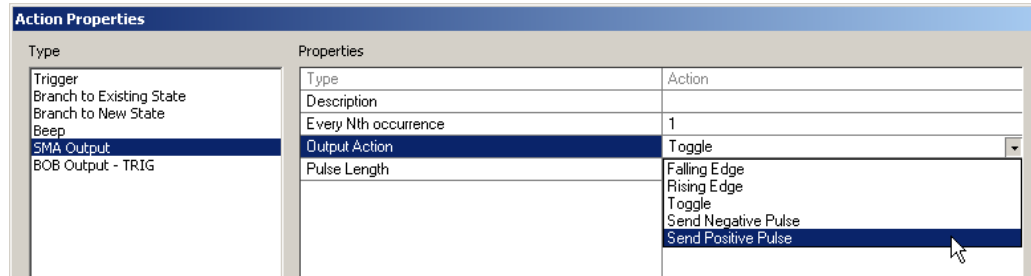 Action Properties
Type
Trigger
Branch to Existing State
Branch to New State
Beep
SMA Output
BOB Output - TRIG
Properties
Type Action
Description
Every Nth occurrence 1
Output Action Toggle
Pulse Length
Falling Edge
Rising Edge
Toggle
Send Negative Pulse
Send Positive Pulse